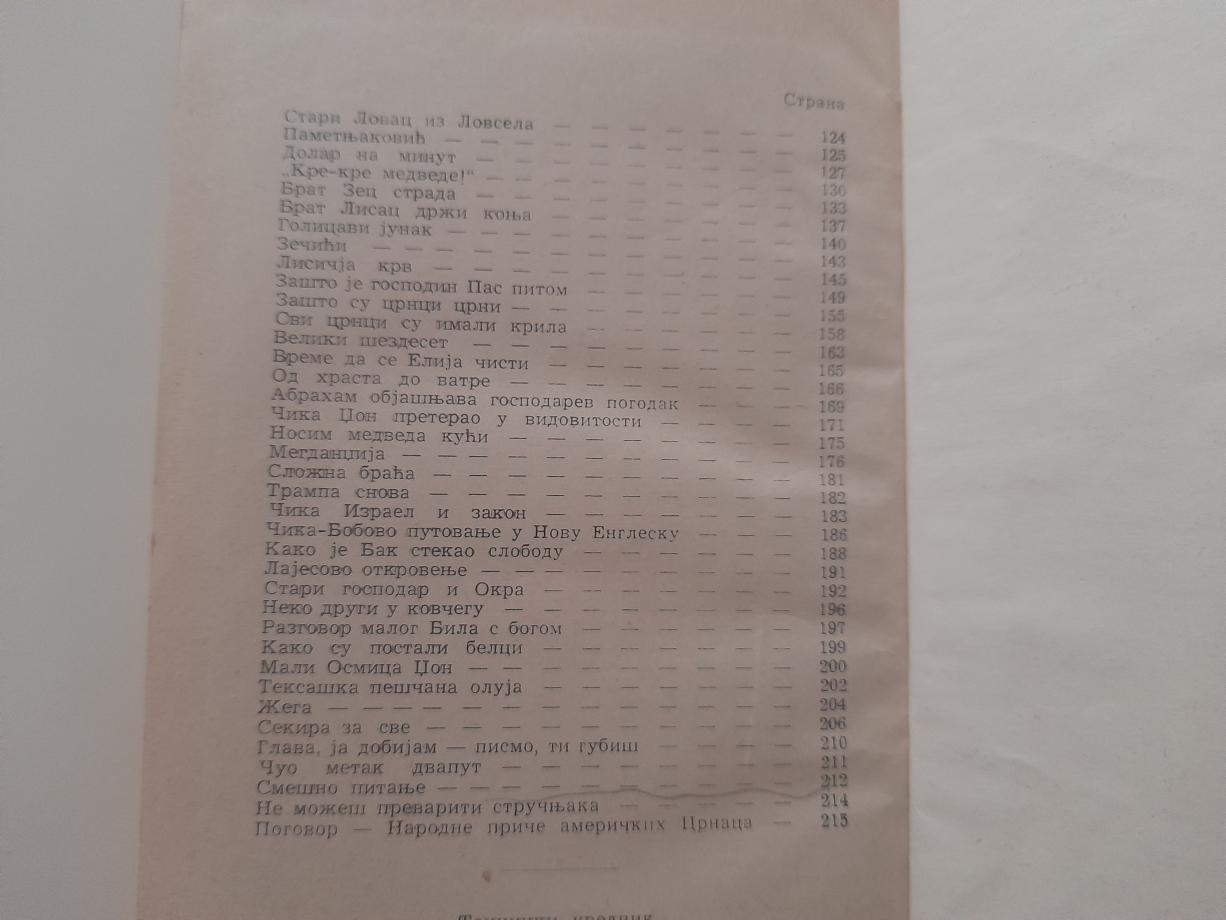 Страна
Стари Ловац из Ловсела — — — — — — — 124
Паметњаковић — — — — — — — — — — 125
Долар на минут — — — — — — — — — 127
„Кре-кре медведе!“ — — — — — — — — — 130
Брат Зец страда — — — — — — — — — 133
Брат Лисац држи коња — — — — — — — 137
Голицави јунак — — — — — — — — — — 140
Зечићи — — — — — — — — — — — — 143
Лисичја крв — — — — — — — — — — 145
Зашто је господин Пас питом — — — — — — 149
Зашто су црнци црни — — — — — — — — 155
Сви црнци су имали крила — — — — — — 158
Велики шездесет — — — — — — — — — 163
Време да се Елија чисти — — — — — — — 165
Од храста до ватре — — — — — — — — 166
Абрахам објашњава господарев погодак — — — 169
Чика Џон претерао у видовитости — — — — 171
Носим медведа кући — — — — — — — — 175
Мегданџија — — — — — — — — — — — 176
Сложна браћа — — — — — — — — — — 181
Трампа снова — — — — — — — — — — 182
Чика Израел и закон — — — — — — — 183
Чика-Бобово путовање у Нову Енглеску — — — 186
Како је Бак стекао слободу — — — — — — 188
Лајесово откровење — — — — — — — — — 191
Стари господар и Окра — — — — — — — 192
Неко други у ковчегу — — — — — — — — 196
Разговор малог Била с богом — — — — — — 197
Како су постали белци — — — — — — — 199
Мали Осмица Џон — — — — — — — — — 200
Тексашка пешчана олуја — — — — — — — 202
Жега — — — — — — — — — — — — — 204
Секира за све — — — — — — — — — — 206
Глава, ја добијам — писмо, ти губиш — — — — 210
Чуо метак двапут — — — — — — — — 211
Смешно питање — — — — — — — — — — 212
Не можеш преварити стручњака — — — — — 214
Поговор — Народне приче америчких Црнаца — 215